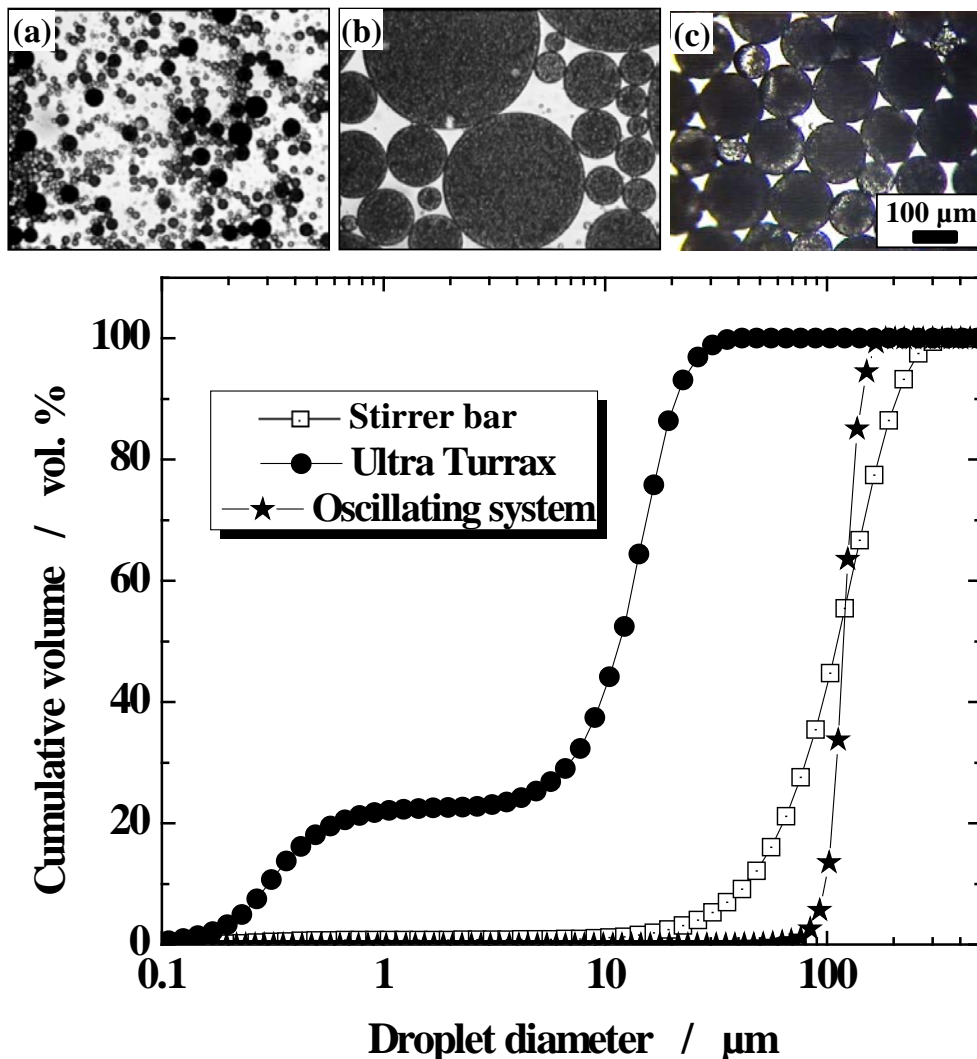 (a)
(b)
(c)
100 µm
100
80
60
40
20
0
Cumulative volume / vol. %
Stirrer bar
Ultra Turrax
Oscillating system
0.1
1
10
100
Droplet diameter / µm